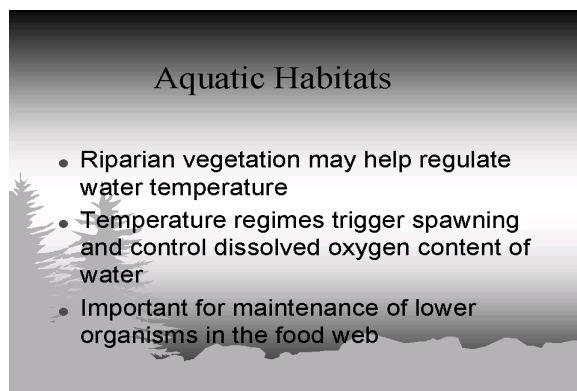 Aquatic Habitats
Riparian vegetation may help regulate
water temperature
Temperature regimes trigger spawning
and control dissolved oxygen content of
water
Important for maintenance of lower
organisms in the food web